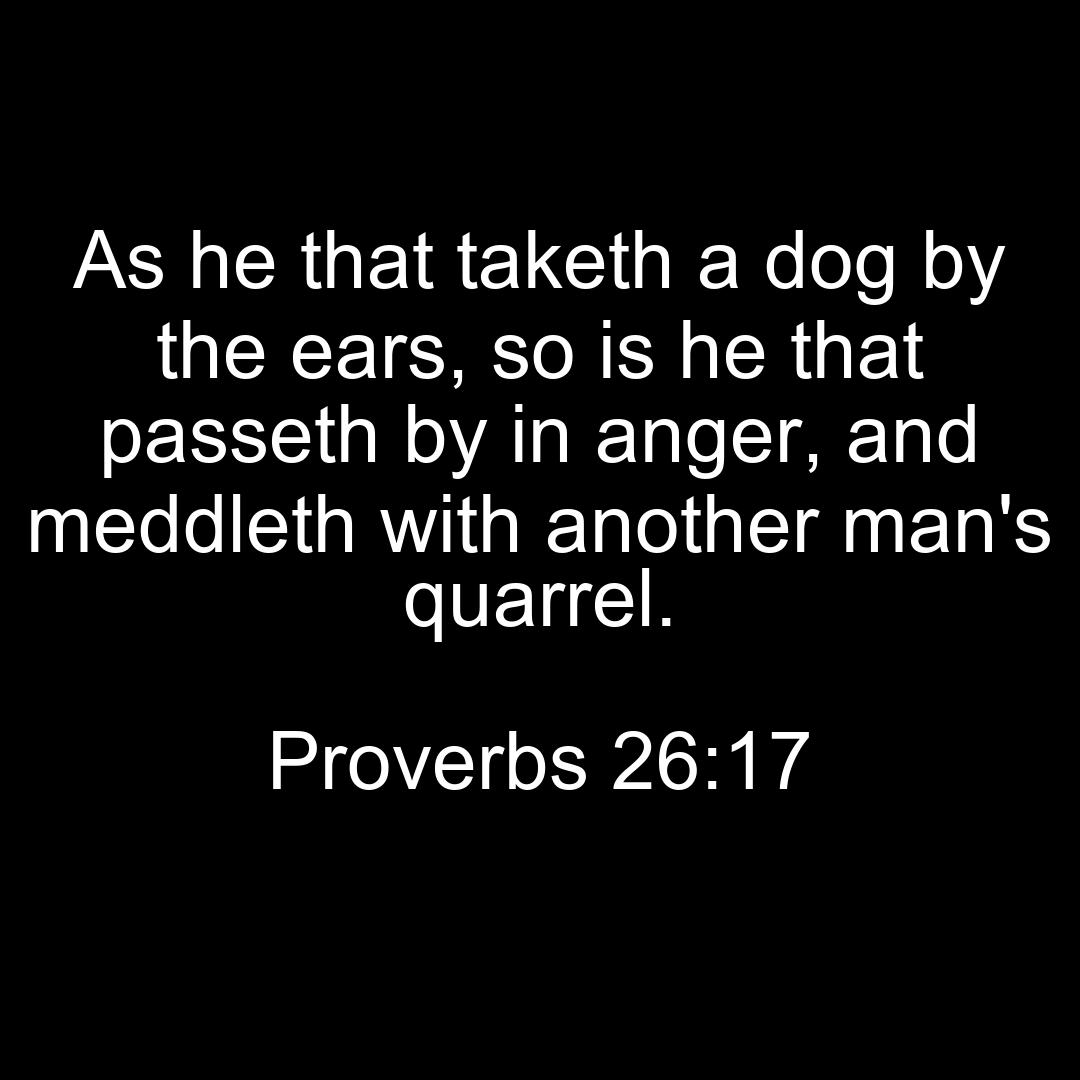 As he that taketh a dog by
the ears, so is he that
passeth by in anger, and
meddleth with another man's
quarrel.
Proverbs 26:17